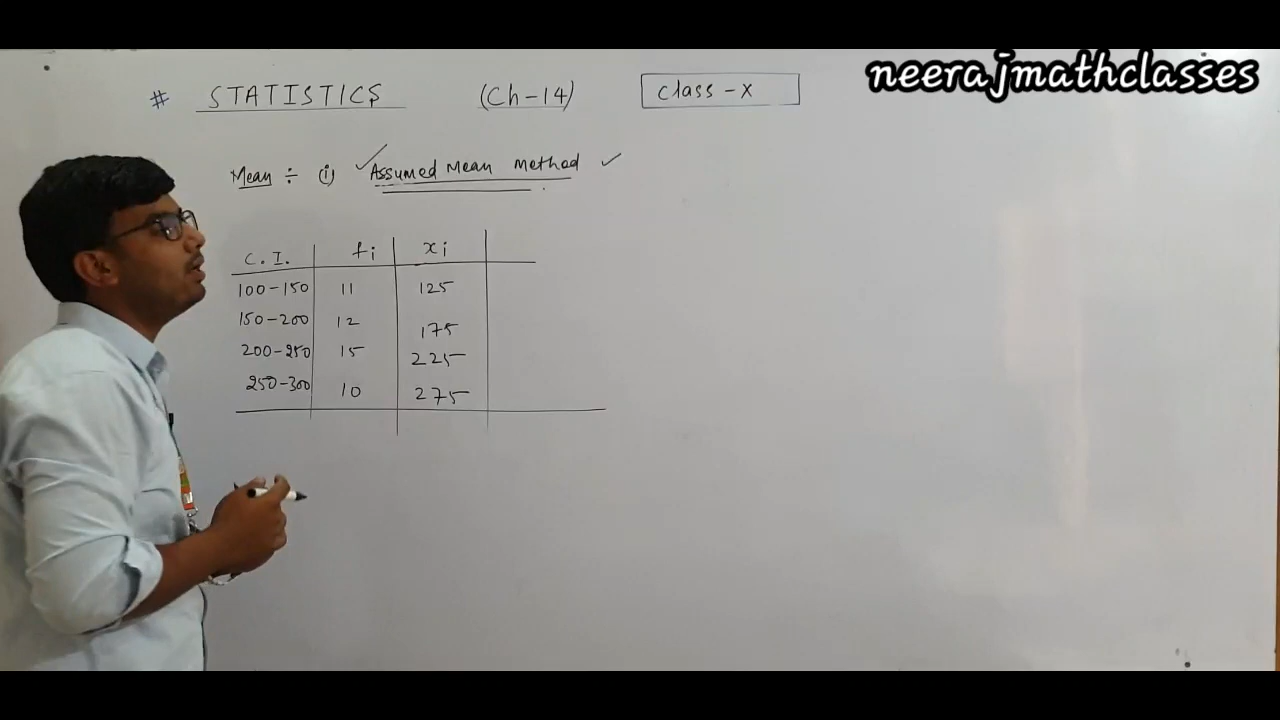 neerajmathclasses
# STATISTICS (Ch-14) Class-X
Mean ÷ (i) ✓Assumed Mean Method ✓
C.I. fi xi
100-150 11 125
150-200 12 175
200-250 15 225
250-300 10 275